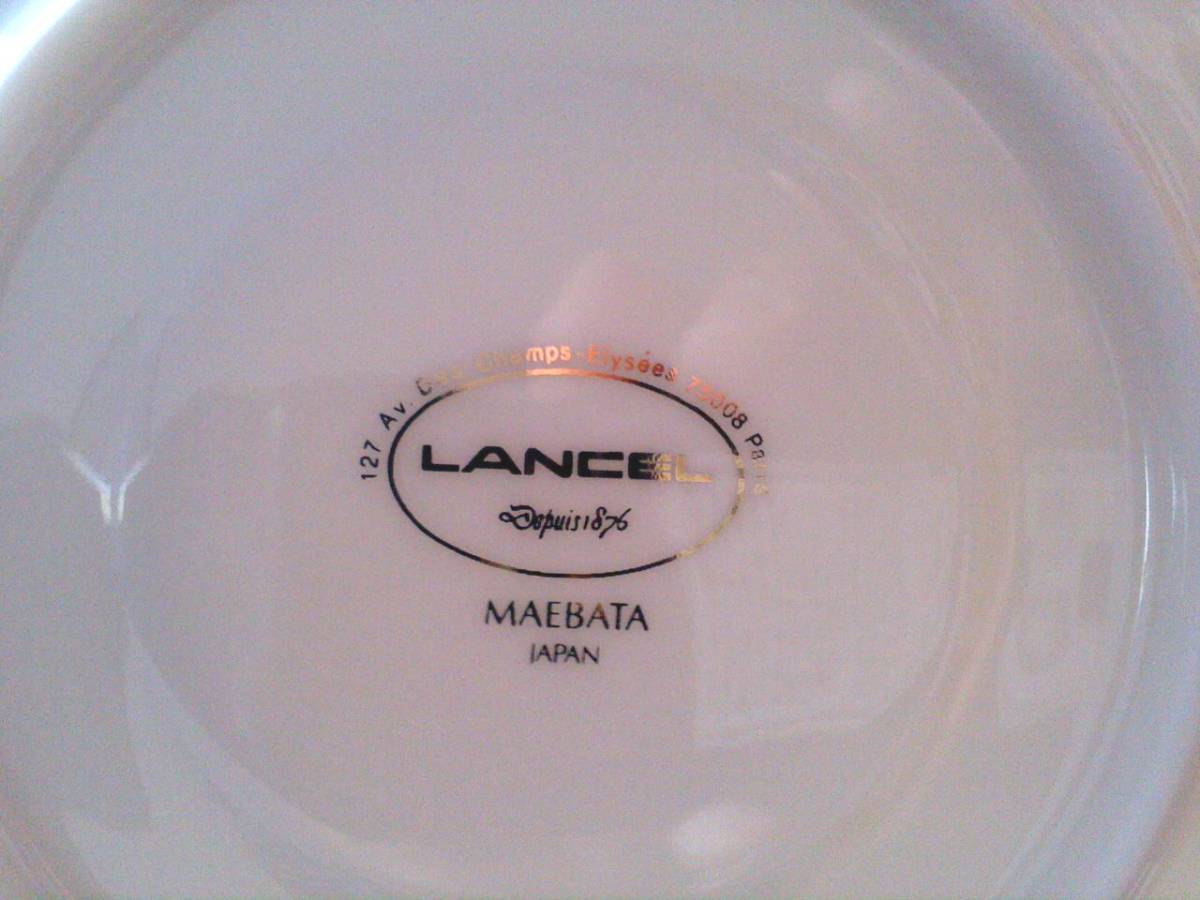 127 Av. Des Champs-Elysées 75008 Paris
LANCEL
Depuis 1876
MAEBATA
JAPAN